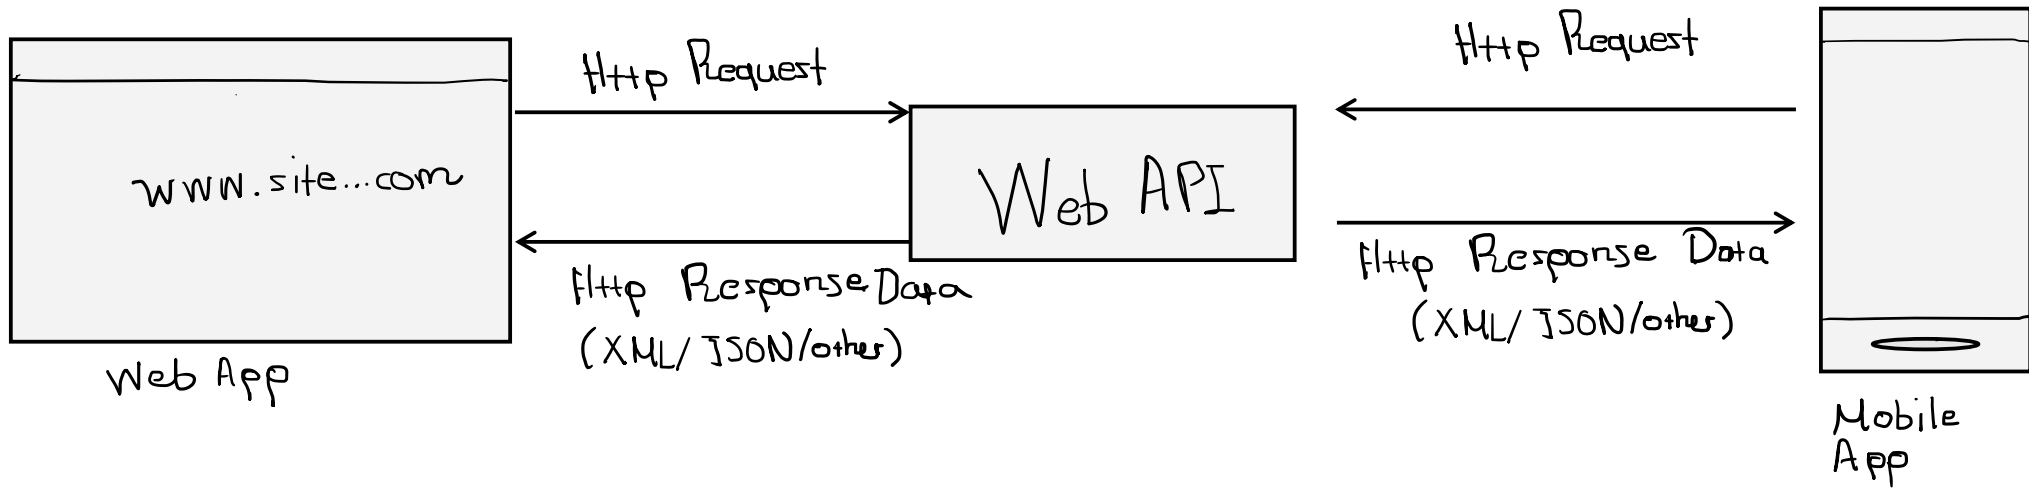 Http Request
www.site...com
Http Response Data
(XML/JSON/other)
Web App
Web API
Http Request
Http Response Data
(XML/JSON/other)
Mobile
App